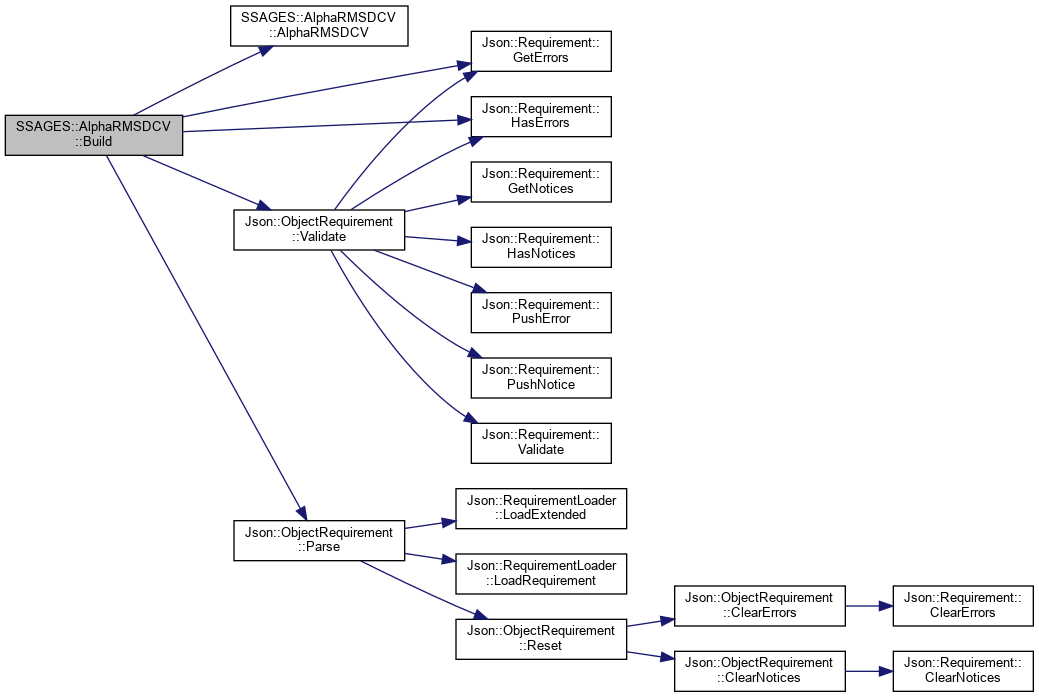 SSAGES::AlphaRMSDCV
::AlphaRMSDCV
Json::Requirement::
GetErrors
Json::Requirement::
HasErrors
SSAGES::AlphaRMSDCV
::Build
Json::Requirement::
GetNotices
Json::ObjectRequirement
::Validate
Json::Requirement::
HasNotices
Json::Requirement::
PushError
Json::Requirement::
PushNotice
Json::Requirement::
Validate
Json::RequirementLoader
::LoadExtended
Json::ObjectRequirement
::Parse
Json::RequirementLoader
::LoadRequirement
Json::ObjectRequirement
::Reset
Json::ObjectRequirement
::ClearErrors
Json::Requirement::
ClearErrors
Json::ObjectRequirement
::ClearNotices
Json::Requirement::
ClearNotices